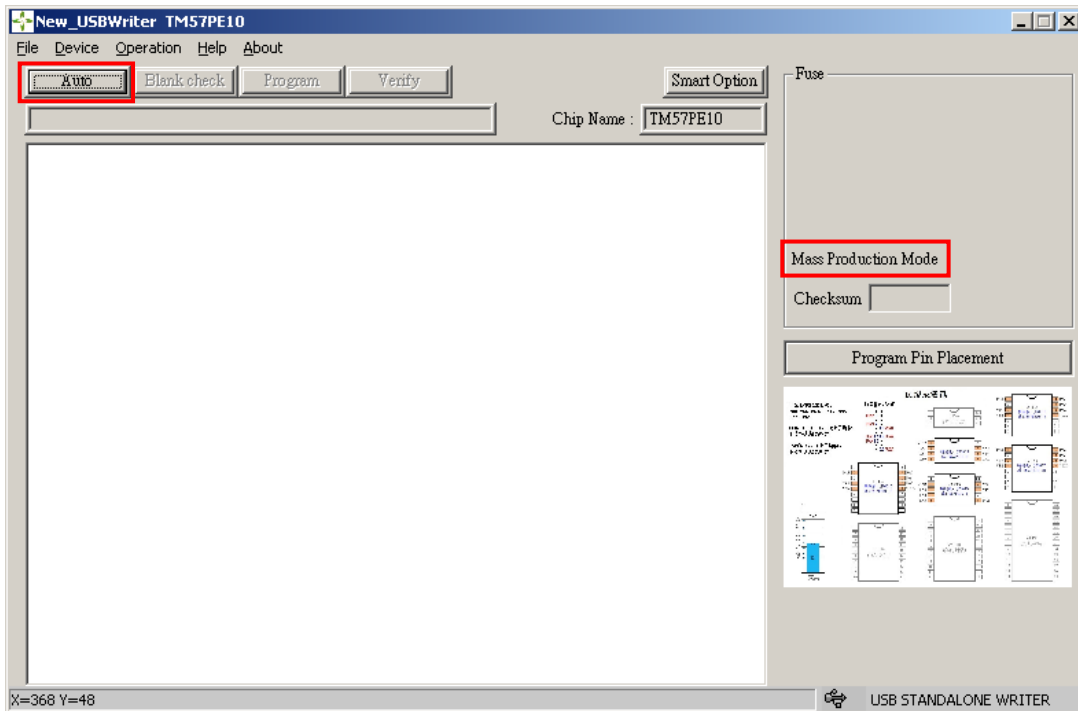 New_USBWriter TM57PE10
File Device Operation Help About
Auto Blank check Program Verify Smart Option
Chip Name : TM57PE10
Fuse
Mass Production Mode
Checksum
Program Pin Placement
X=368 Y=48 USB STANDALONE WRITER